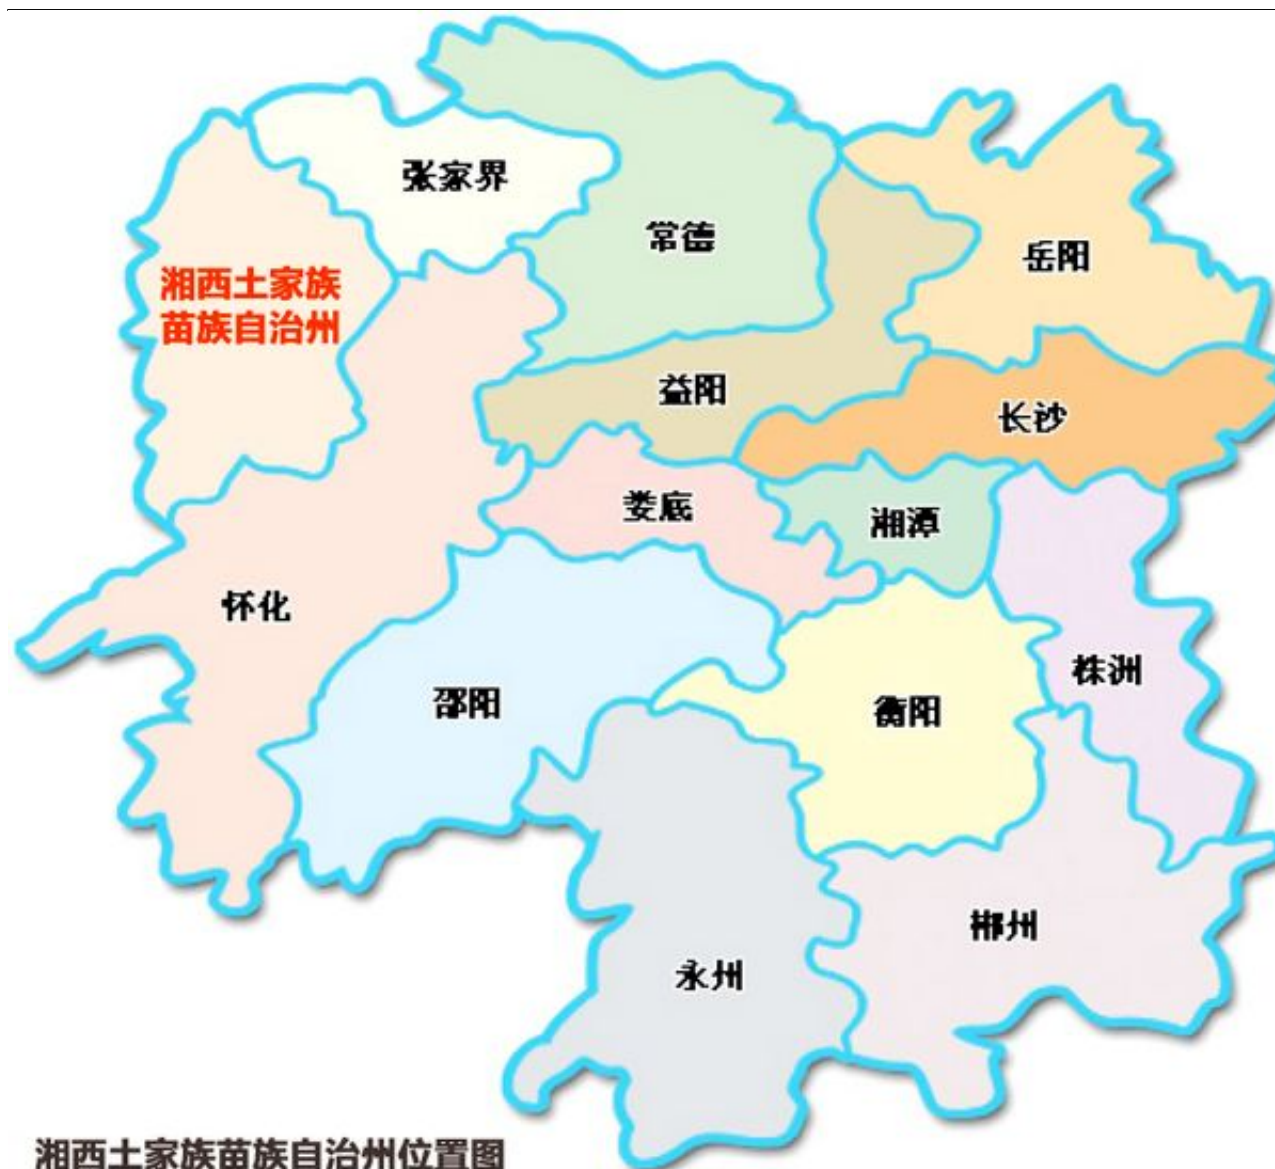 张家界
常德
岳阳
湘西土家族
苗族自治州
益阳
长沙
娄底
湘潭
怀化
株洲
邵阳
衡阳
郴州
永州
湘西土家族苗族自治州位置图